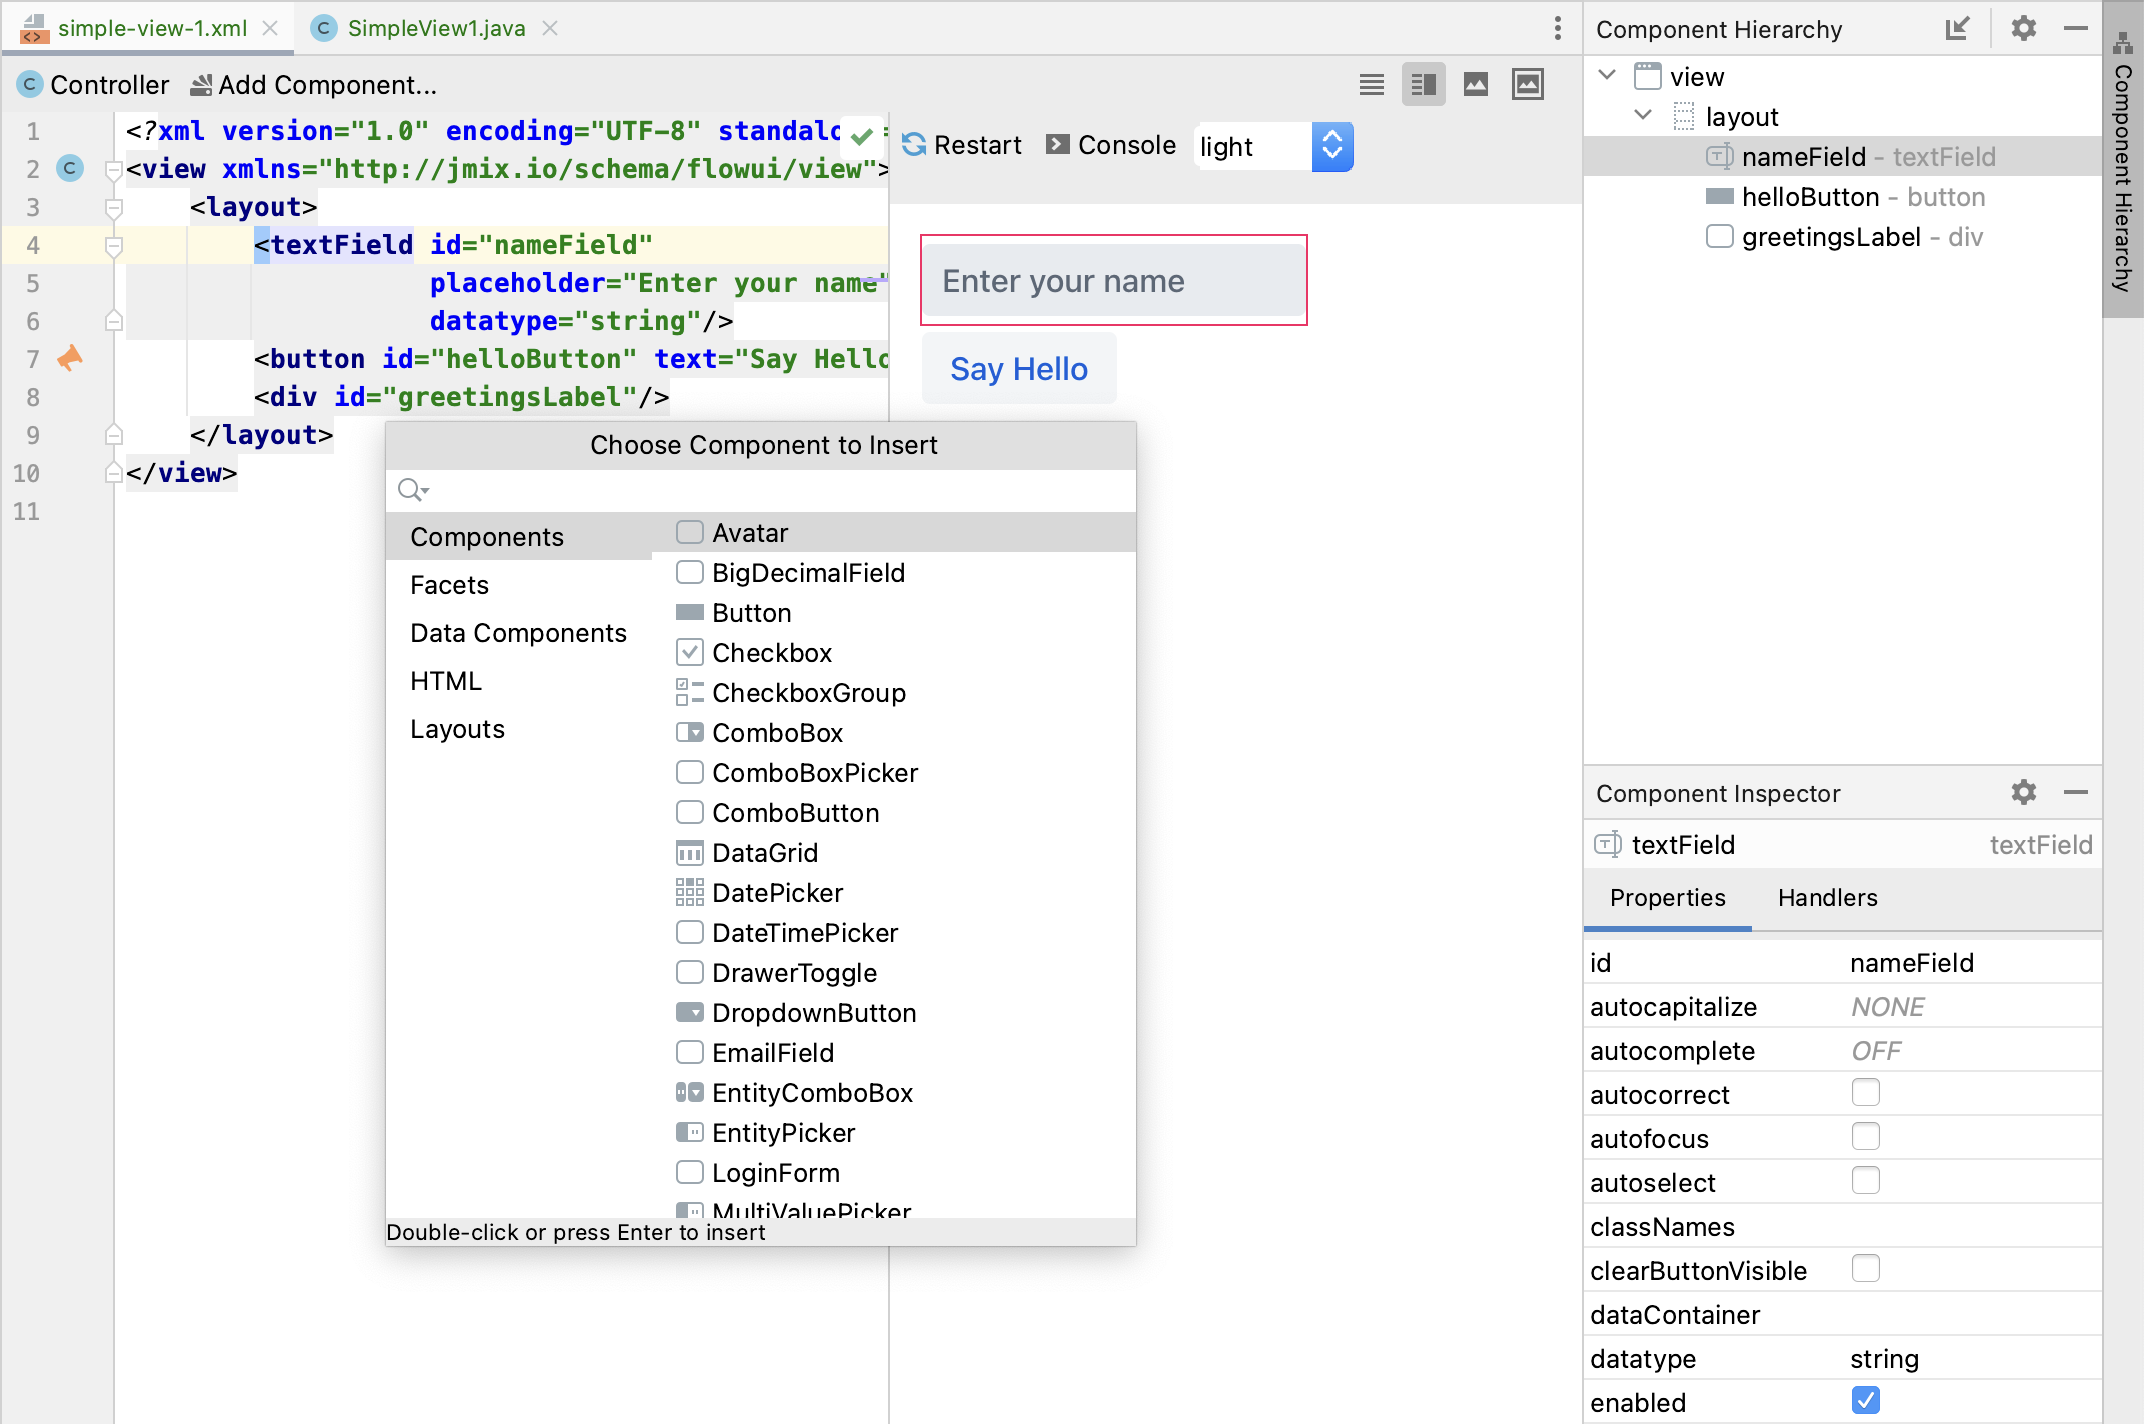 simple-view-1.xml
SimpleView1.java
Controller
Add Component...
1 <?xml version="1.0" encoding="UTF-8" standalo
2 <view xmlns="http://jmix.io/schema/flowui/view">
3 <layout>
4 <textField id="nameField"
5 placeholder="Enter your name"
6 datatype="string"/>
7 <button id="helloButton" text="Say Hello
8 <div id="greetingsLabel"/>
9 </layout>
10 </view>
11
Restart
Console
light
Enter your name
Say Hello
Choose Component to Insert
Components
Facets
Data Components
HTML
Layouts
Avatar
BigDecimalField
Button
Checkbox
CheckboxGroup
ComboBox
ComboBoxPicker
ComboButton
DataGrid
DatePicker
DateTimePicker
DrawerToggle
DropdownButton
EmailField
EntityComboBox
EntityPicker
LoginForm
MultiValuePicker
Double-click or press Enter to insert
Component Hierarchy
view
layout
nameField - textField
helloButton - button
greetingsLabel - div
Component Hierarchy
Component Inspector
textField textField
Properties Handlers
id nameField
autocapitalize NONE
autocomplete OFF
autocorrect
autofocus
autoselect
classNames
clearButtonVisible
dataContainer
datatype string
enabled